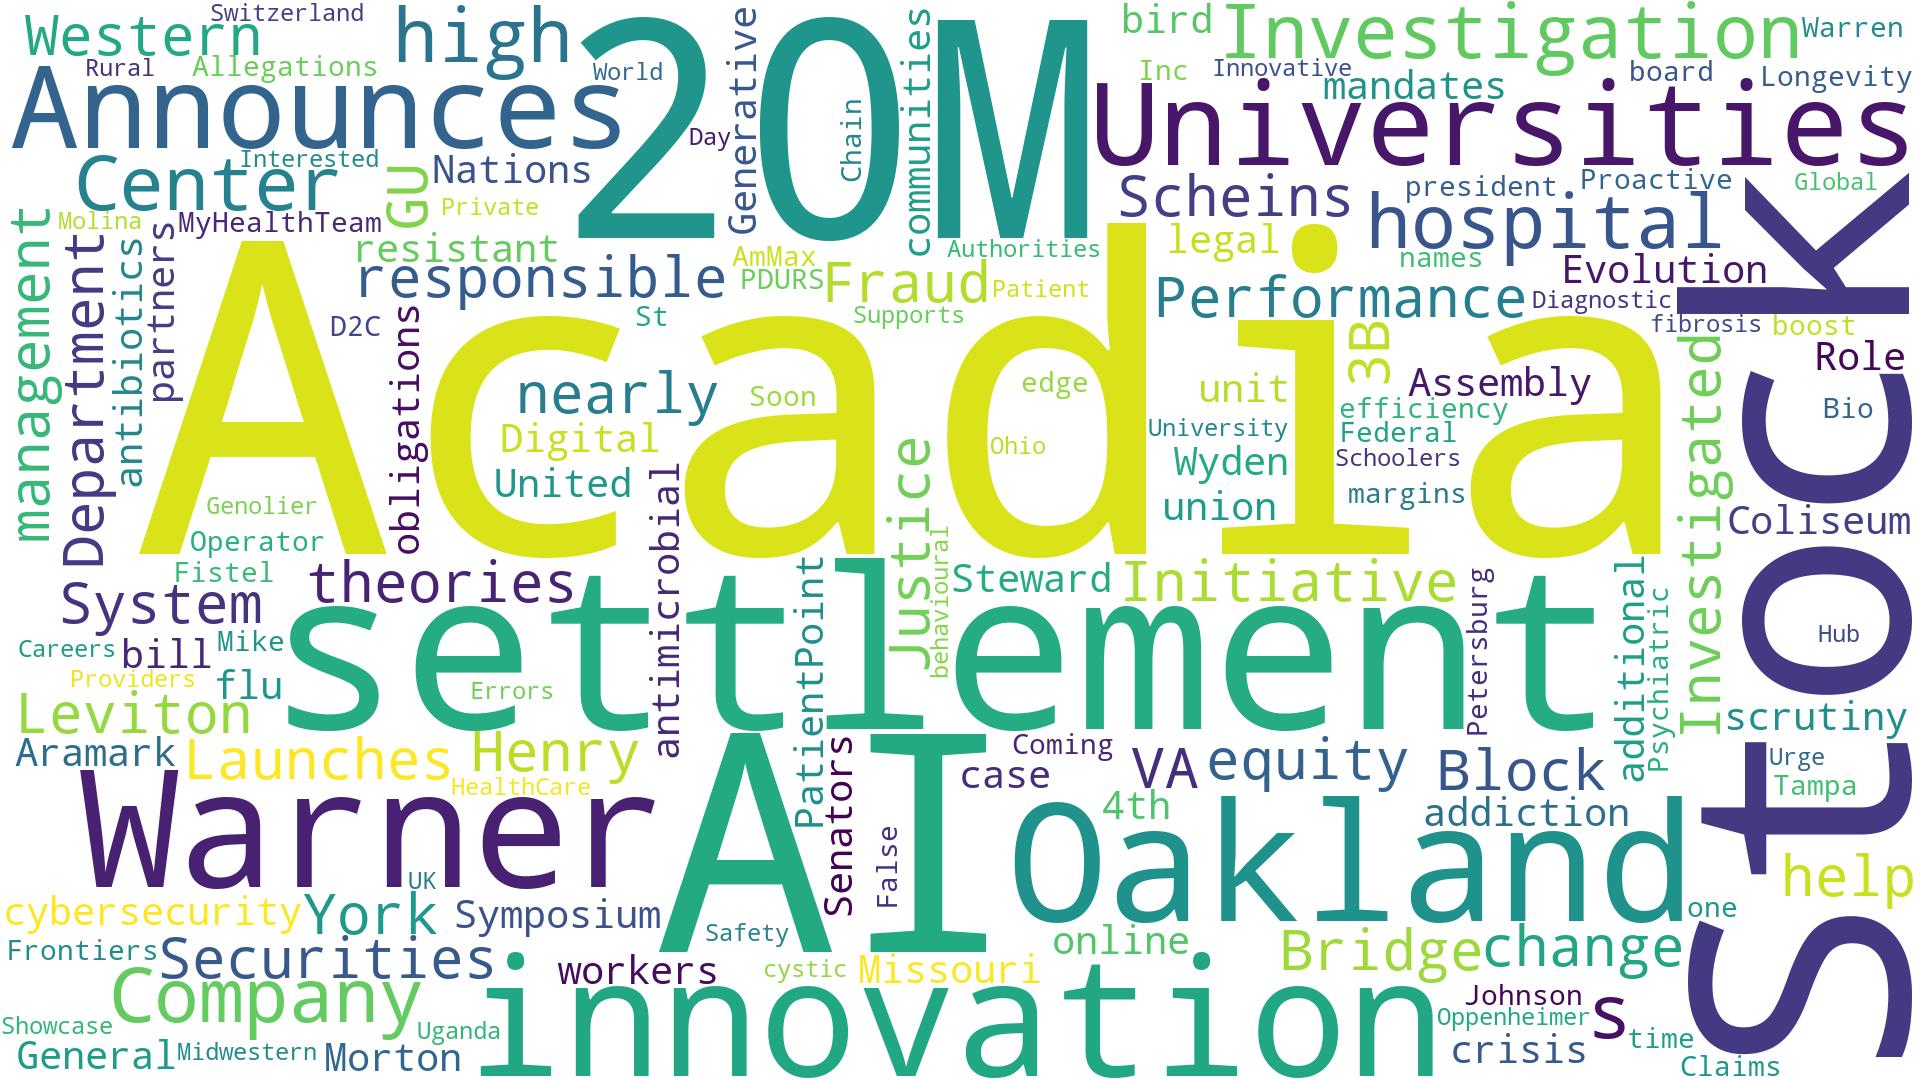 Switzerland
Western
high
20M
Generative
communities
bird
Investigation
Warren
Rural
Allegations
World
Inc
Innovative
board
Longevity
Announces
mandates
Universities
Day
Chain
Center
Interested
GU
Nations
Scheins
president
Proactive
Global
Private
hospital
Stock
management
Molina
MyHealthTeam
partners
Department
antibiotics
resistant
AmMax
Authorities
legal
names
Evolution
responsible
PDURS
Fraud
Patient
Performance
Diagnostic
D2C
St
Supports
fibrosis
boost
Acadia
obligations
3B
Investigated
Role
nearly
Soon
edge
unit
Assembly
efficiency
Bio
Digital
Ohio
University
Federal
United
Wyden
Schoolers
margins
Genolier
union
Coliseum
Operator
antimicrobial
Justice
behavioural
Fistel
theories
PatientPoint
Steward
Initiative
Petersburg
additional
Psychiatric
System
settlement
Careers
bill
Mike
Hub
Providers
flu
Errors
Leviton
scrutiny
Aramark
Launches
Henry
Senators
Coming
case
VA
equity
Block
Urge
Tampa
HealthCare
Warner
AI
4th
addiction
Oakland
False
help
UK
cybersecurity
York
Symposium
Safety
one
Frontiers
Securities
online
Bridge
change
workers
cystic
Missouri
Company
innovation
Johnson
s
Showcase
Uganda
Oppenheimer
time
General
Midwestern
Morton
crisis
Claims